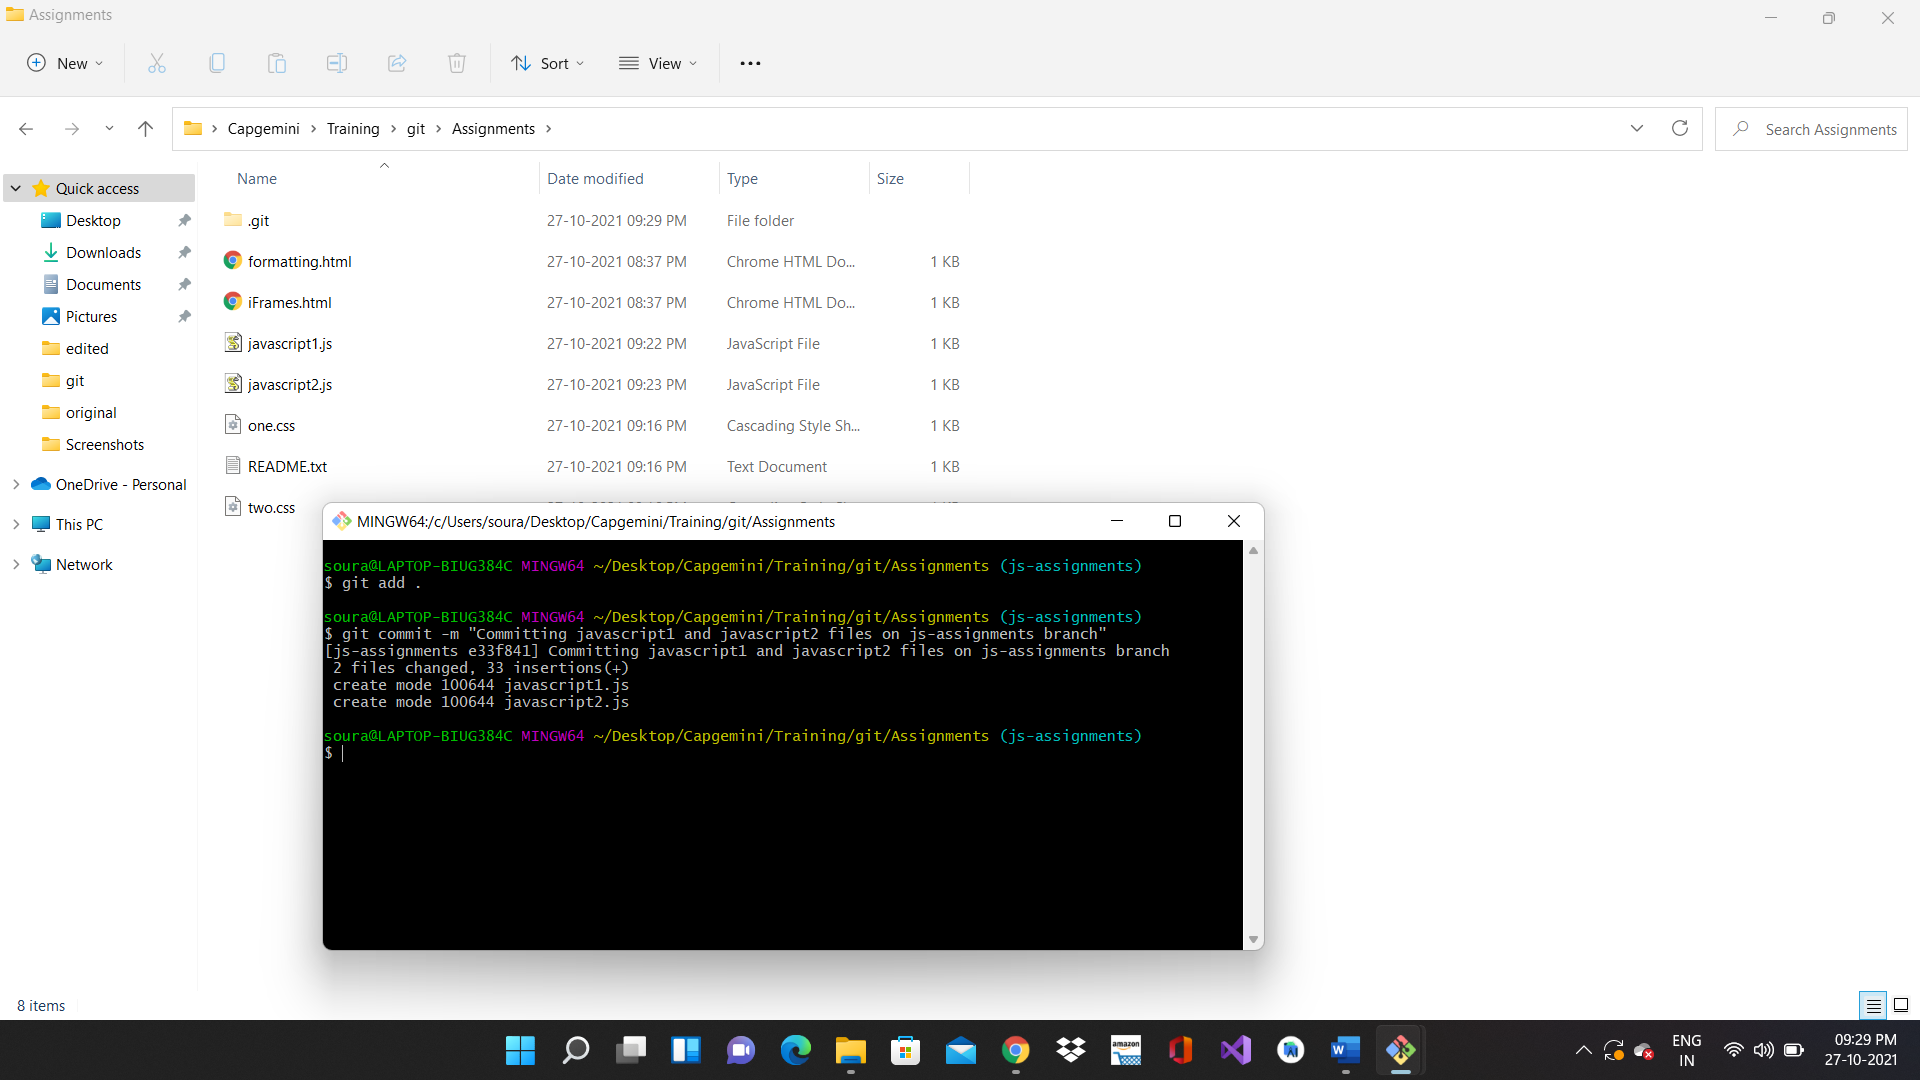 Assignments
New
Sort
View
Capgemini
Training
git
Assignments
Search Assignments
Name
Date modified
Type
Size
Quick access
Desktop
Downloads
Documents
Pictures
edited
git
original
Screenshots
OneDrive - Personal
This PC
Network
.git 27-10-2021 09:29 PM File folder
formatting.html 27-10-2021 08:37 PM Chrome HTML Do... 1 KB
iFrames.html 27-10-2021 08:37 PM Chrome HTML Do... 1 KB
javascript1.js 27-10-2021 09:22 PM JavaScript File 1 KB
javascript2.js 27-10-2021 09:23 PM JavaScript File 1 KB
one.css 27-10-2021 09:16 PM Cascading Style Sh... 1 KB
README.txt 27-10-2021 09:16 PM Text Document 1 KB
two.css
MINGW64:/c/Users/soura/Desktop/Capgemini/Training/git/Assignments
soura@LAPTOP-BIUG384C MINGW64 ~/Desktop/Capgemini/Training/git/Assignments (js-assignments)
$ git add .
soura@LAPTOP-BIUG384C MINGW64 ~/Desktop/Capgemini/Training/git/Assignments (js-assignments)
$ git commit -m "Committing javascript1 and javascript2 files on js-assignments branch"
[js-assignments e33f841] Committing javascript1 and javascript2 files on js-assignments branch
2 files changed, 33 insertions(+)
create mode 100644 javascript1.js
create mode 100644 javascript2.js
soura@LAPTOP-BIUG384C MINGW64 ~/Desktop/Capgemini/Training/git/Assignments (js-assignments)
$
8 items
amazon
ENG
IN
09:29 PM
27-10-2021